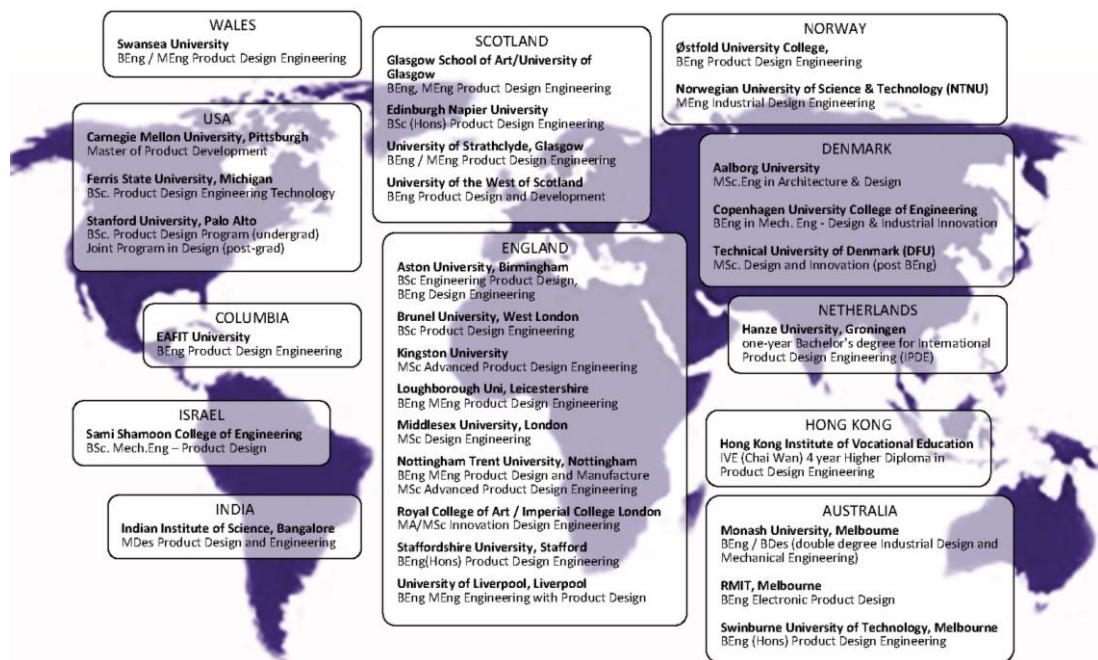 WALES
Swansea University
BEng / MEng Product Design Engineering
USA
Carnegie Mellon University, Pittsburgh
Master of Product Development
Ferris State University, Michigan
BSc. Product Design Engineering Technology
Stanford University, Palo Alto
BSc. Product Design Program (undergrad)
Joint Program in Design (post-grad)
COLUMBIA
EAFIT University
BEng Product Design Engineering
ISRAEL
Sami Shamoon College of Engineering
BSc. Mech.Eng – Product Design
INDIA
Indian Institute of Science, Bangalore
MDes Product Design and Engineering
SCOTLAND
Glasgow School of Art/University of
Glasgow
BEng, MEng Product Design Engineering
Edinburgh Napier University
BSc (Hons) Product Design Engineering
University of Strathclyde, Glasgow
BEng / MEng Product Design Engineering
University of the West of Scotland
BEng Product Design and Development
ENGLAND
Aston University, Birmingham
BSc Engineering Product Design,
BEng Design Engineering
Brunel University, West London
BSc Product Design Engineering
Kingston University
MSc Advanced Product Design Engineering
Loughborough Uni, Leicestershire
BEng MEng Product Design Engineering
Middlesex University, London
MSc Design Engineering
Nottingham Trent University, Nottingham
BEng MEng Product Design and Manufacture
MSc Advanced Product Design Engineering
Royal College of Art / Imperial College London
MA/MSc Innovation Design Engineering
Staffordshire University, Stafford
BEng(Hons) Product Design Engineering
University of Liverpool, Liverpool
BEng MEng Engineering with Product Design
NORWAY
Østfold University College,
BEng Product Design Engineering
Norwegian University of Science & Technology (NTNU)
MEng Industrial Design Engineering
DENMARK
Aalborg University
MSc.Eng in Architecture & Design
Copenhagen University College of Engineering
BEng in Mech. Eng - Design & Industrial Innovation
Technical University of Denmark (DFU)
MSc. Design and Innovation (post BEng)
NETHERLANDS
Hanze University, Groningen
one-year Bachelor's degree for International
Product Design Engineering (IPDE)
HONG KONG
Hong Kong Institute of Vocational Education
IVE (Chai Wan) 4 year Higher Diploma in
Product Design Engineering
AUSTRALIA
Monash University, Melbourne
BEng / BDes (double degree Industrial Design and
Mechanical Engineering)
RMIT, Melbourne
BEng Electronic Product Design
Swinburne University of Technology, Melbourne
BEng (Hons) Product Design Engineering